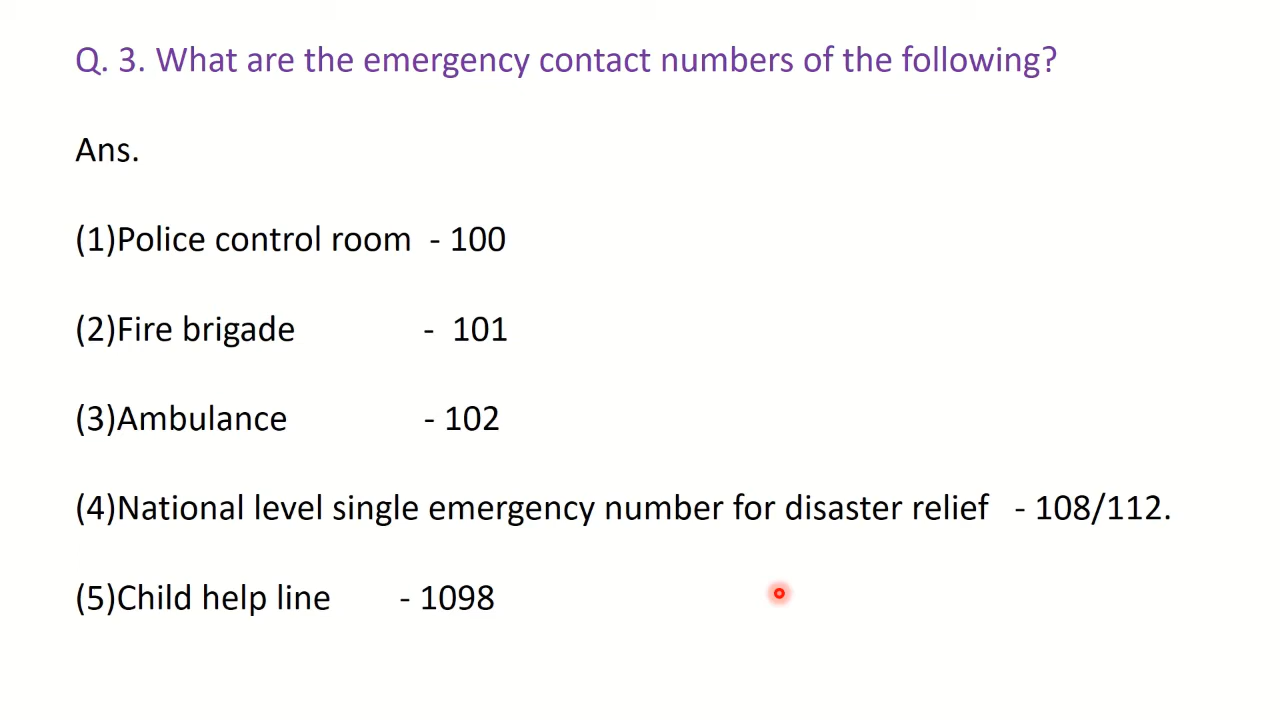 Q. 3. What are the emergency contact numbers of the following?
Ans.
(1)Police control room - 100
(2)Fire brigade - 101
(3)Ambulance - 102
(4)National level single emergency number for disaster relief - 108/112.
(5)Child help line - 1098